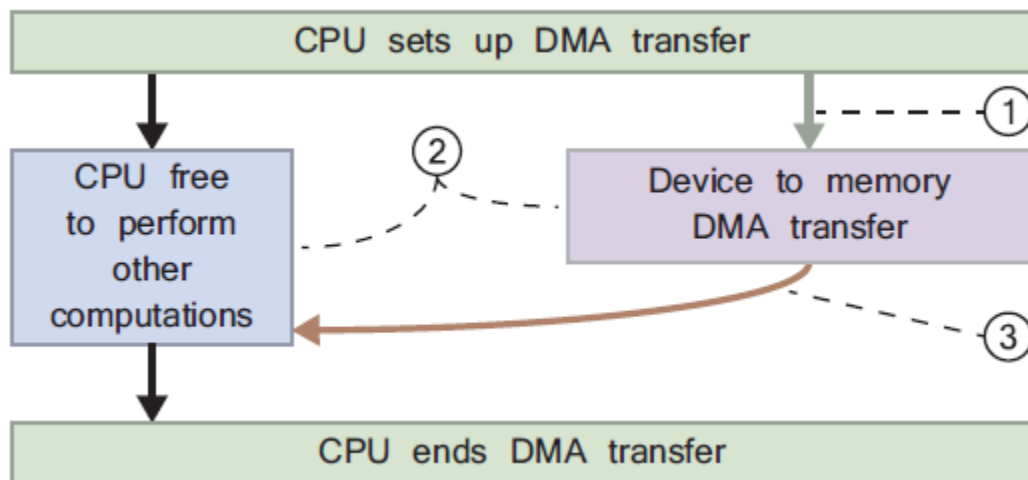 CPU sets up DMA transfer
1
2
CPU free
to perform
other
computations
Device to memory
DMA transfer
3
CPU ends DMA transfer